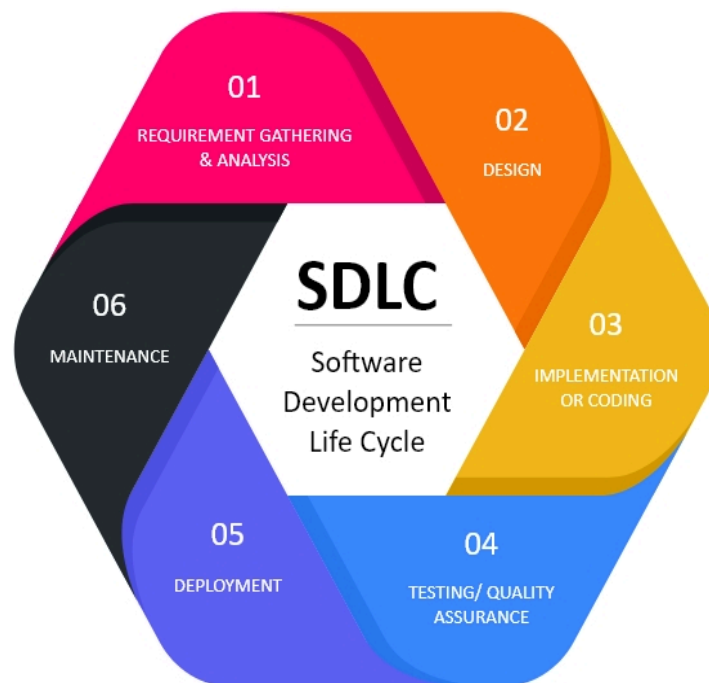 01
REQUIREMENT GATHERING
& ANALYSIS
02
DESIGN
03
IMPLEMENTATION
OR CODING
04
TESTING/ QUALITY
ASSURANCE
05
DEPLOYMENT
06
MAINTENANCE
SDLC
Software
Development
Life Cycle